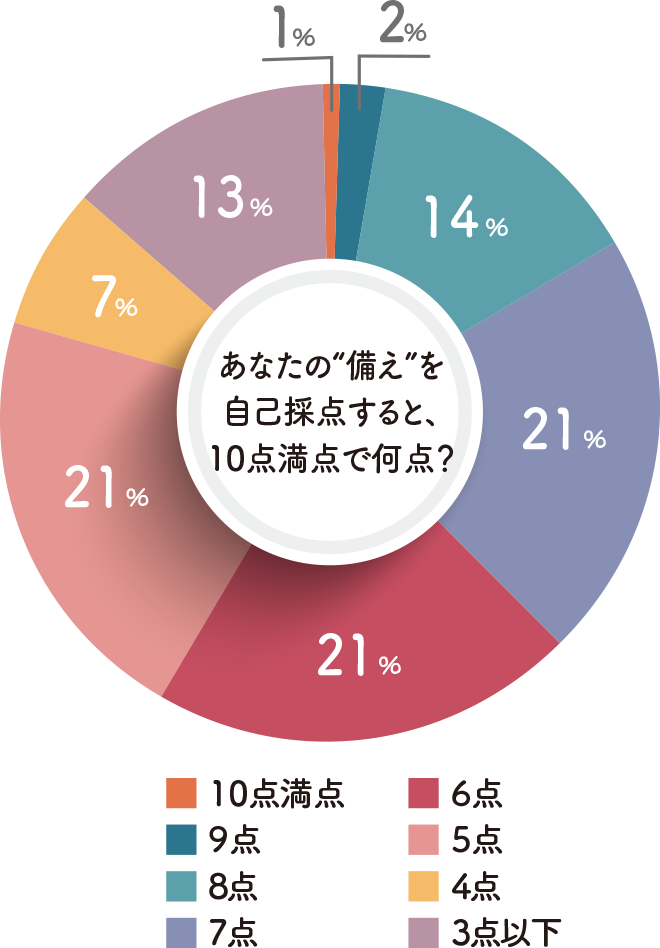 1%
2%
13%
14%
7%
あなたの“備え”を
自己採点すると、
10点満点で何点？
21%
21%
21%
10点満点
9点
8点
7点
6点
5点
4点
3点以下